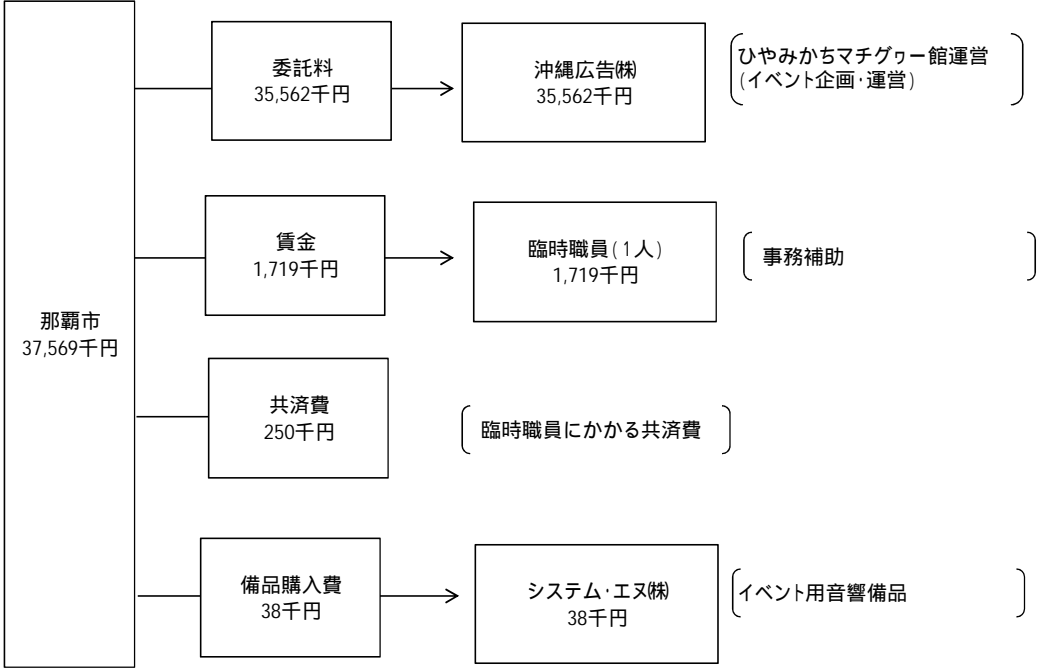 那覇市
37,569千円
委託料
35,562千円
沖縄広告㈱
35,562千円
ひやみかちマチグヮー館運営
(イベント企画・運営)
賃金
1,719千円
臨時職員(1人)
1,719千円
事務補助
共済費
250千円
臨時職員にかかる共済費
備品購入費
38千円
システム・エヌ㈱
38千円
イベント用音響備品